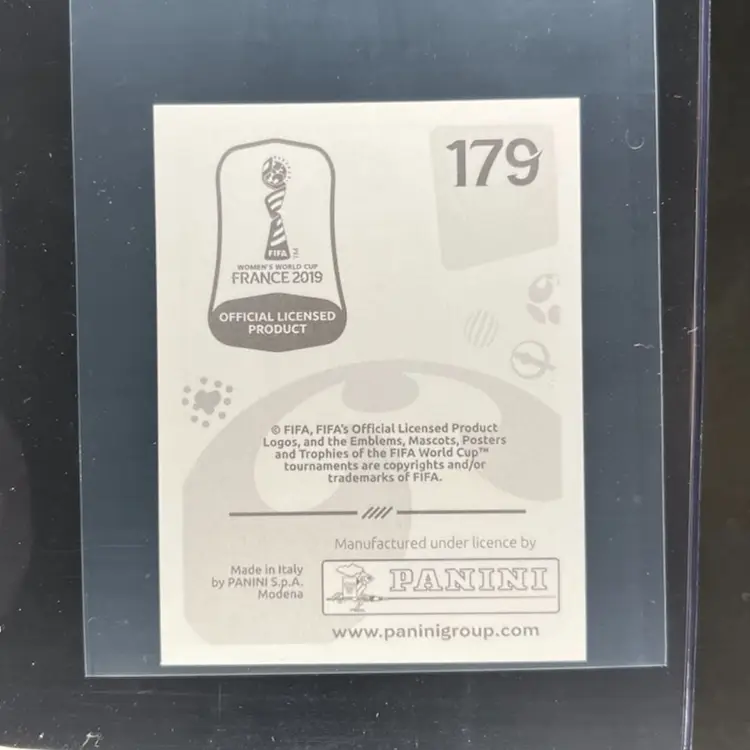 179
FIFA
TM
WOMEN'S WORLD CUP
FRANCE 2019
OFFICIAL LICENSED
PRODUCT
© FIFA, FIFA's Official Licensed Product
Logos, and the Emblems, Mascots, Posters
and Trophies of the FIFA World Cup™
tournaments are copyrights and/or
trademarks of FIFA.
Manufactured under licence by
Made in Italy
by PANINI S.p.A.
Modena
PANINI
www.paninigroup.com